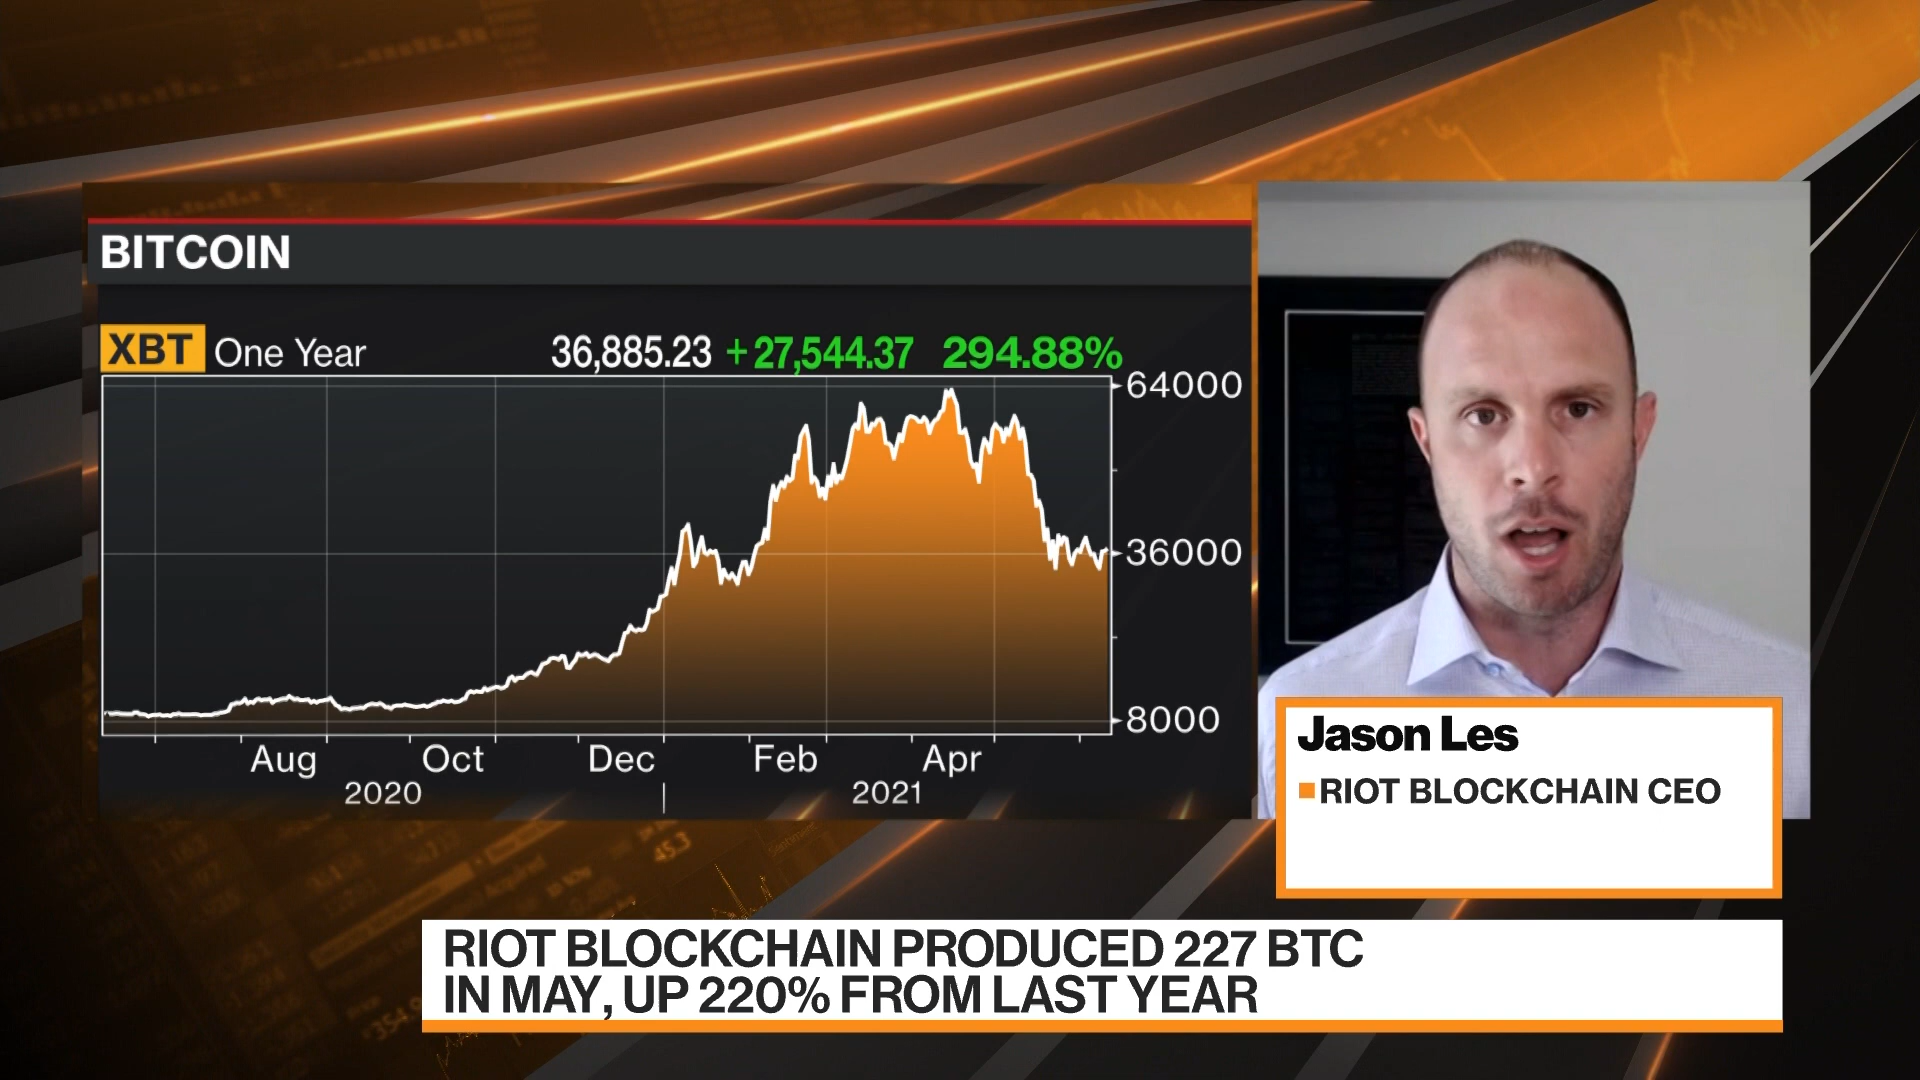 BITCOIN
XBT One Year 36,885.23 +27,544.37 294.88%
64000
36000
8000
Aug Oct Dec Feb Apr
2020 2021
Jason Les
RIOT BLOCKCHAIN CEO
45.3
RIOT BLOCKCHAIN PRODUCED 227 BTC
IN MAY, UP 220% FROM LAST YEAR